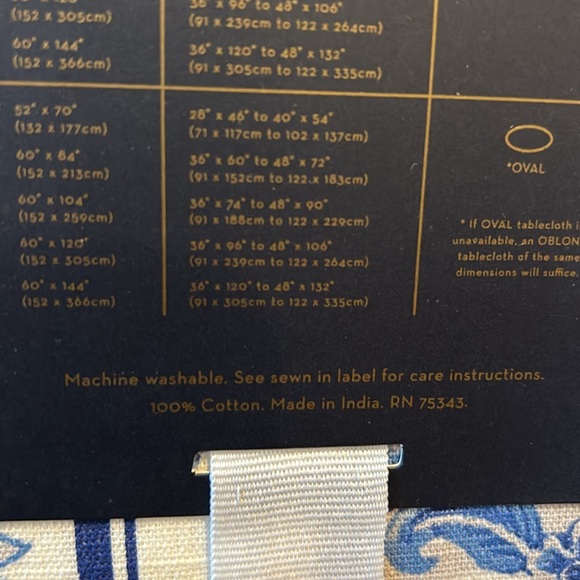 (152 x 305cm)
36" x 96" to 48" x 106"
(91 x 239cm to 122 x 264cm)
60" x 144"
(152 x 366cm)
36" x 120" to 48" x 132"
(91 x 305cm to 122 x 335cm)
52" x 70"
(132 x 177cm)
28" x 46" to 40" x 54"
(71 x 117cm to 102 x 137cm)
60" x 84"
(152 x 213cm)
36" x 60" to 48" x 72"
(91 x 152cm to 122 x 183cm)
60" x 104"
(152 x 259cm)
36" x 74" to 48" x 90"
(91 x 188cm to 122 x 229cm)
60" x 120"
(152 x 305cm)
36" x 96" to 48" x 106"
(91 x 239cm to 122 x 264cm)
60" x 144"
(152 x 366cm)
36" x 120" to 48" x 132"
(91 x 305cm to 122 x 335cm)
*OVAL
* If OVAL tablecloth i
unavailable, an OBLON
tablecloth of the same
dimensions will suffice.
Machine washable. See sewn in label for care instructions.
100% Cotton. Made in India. RN 75343.